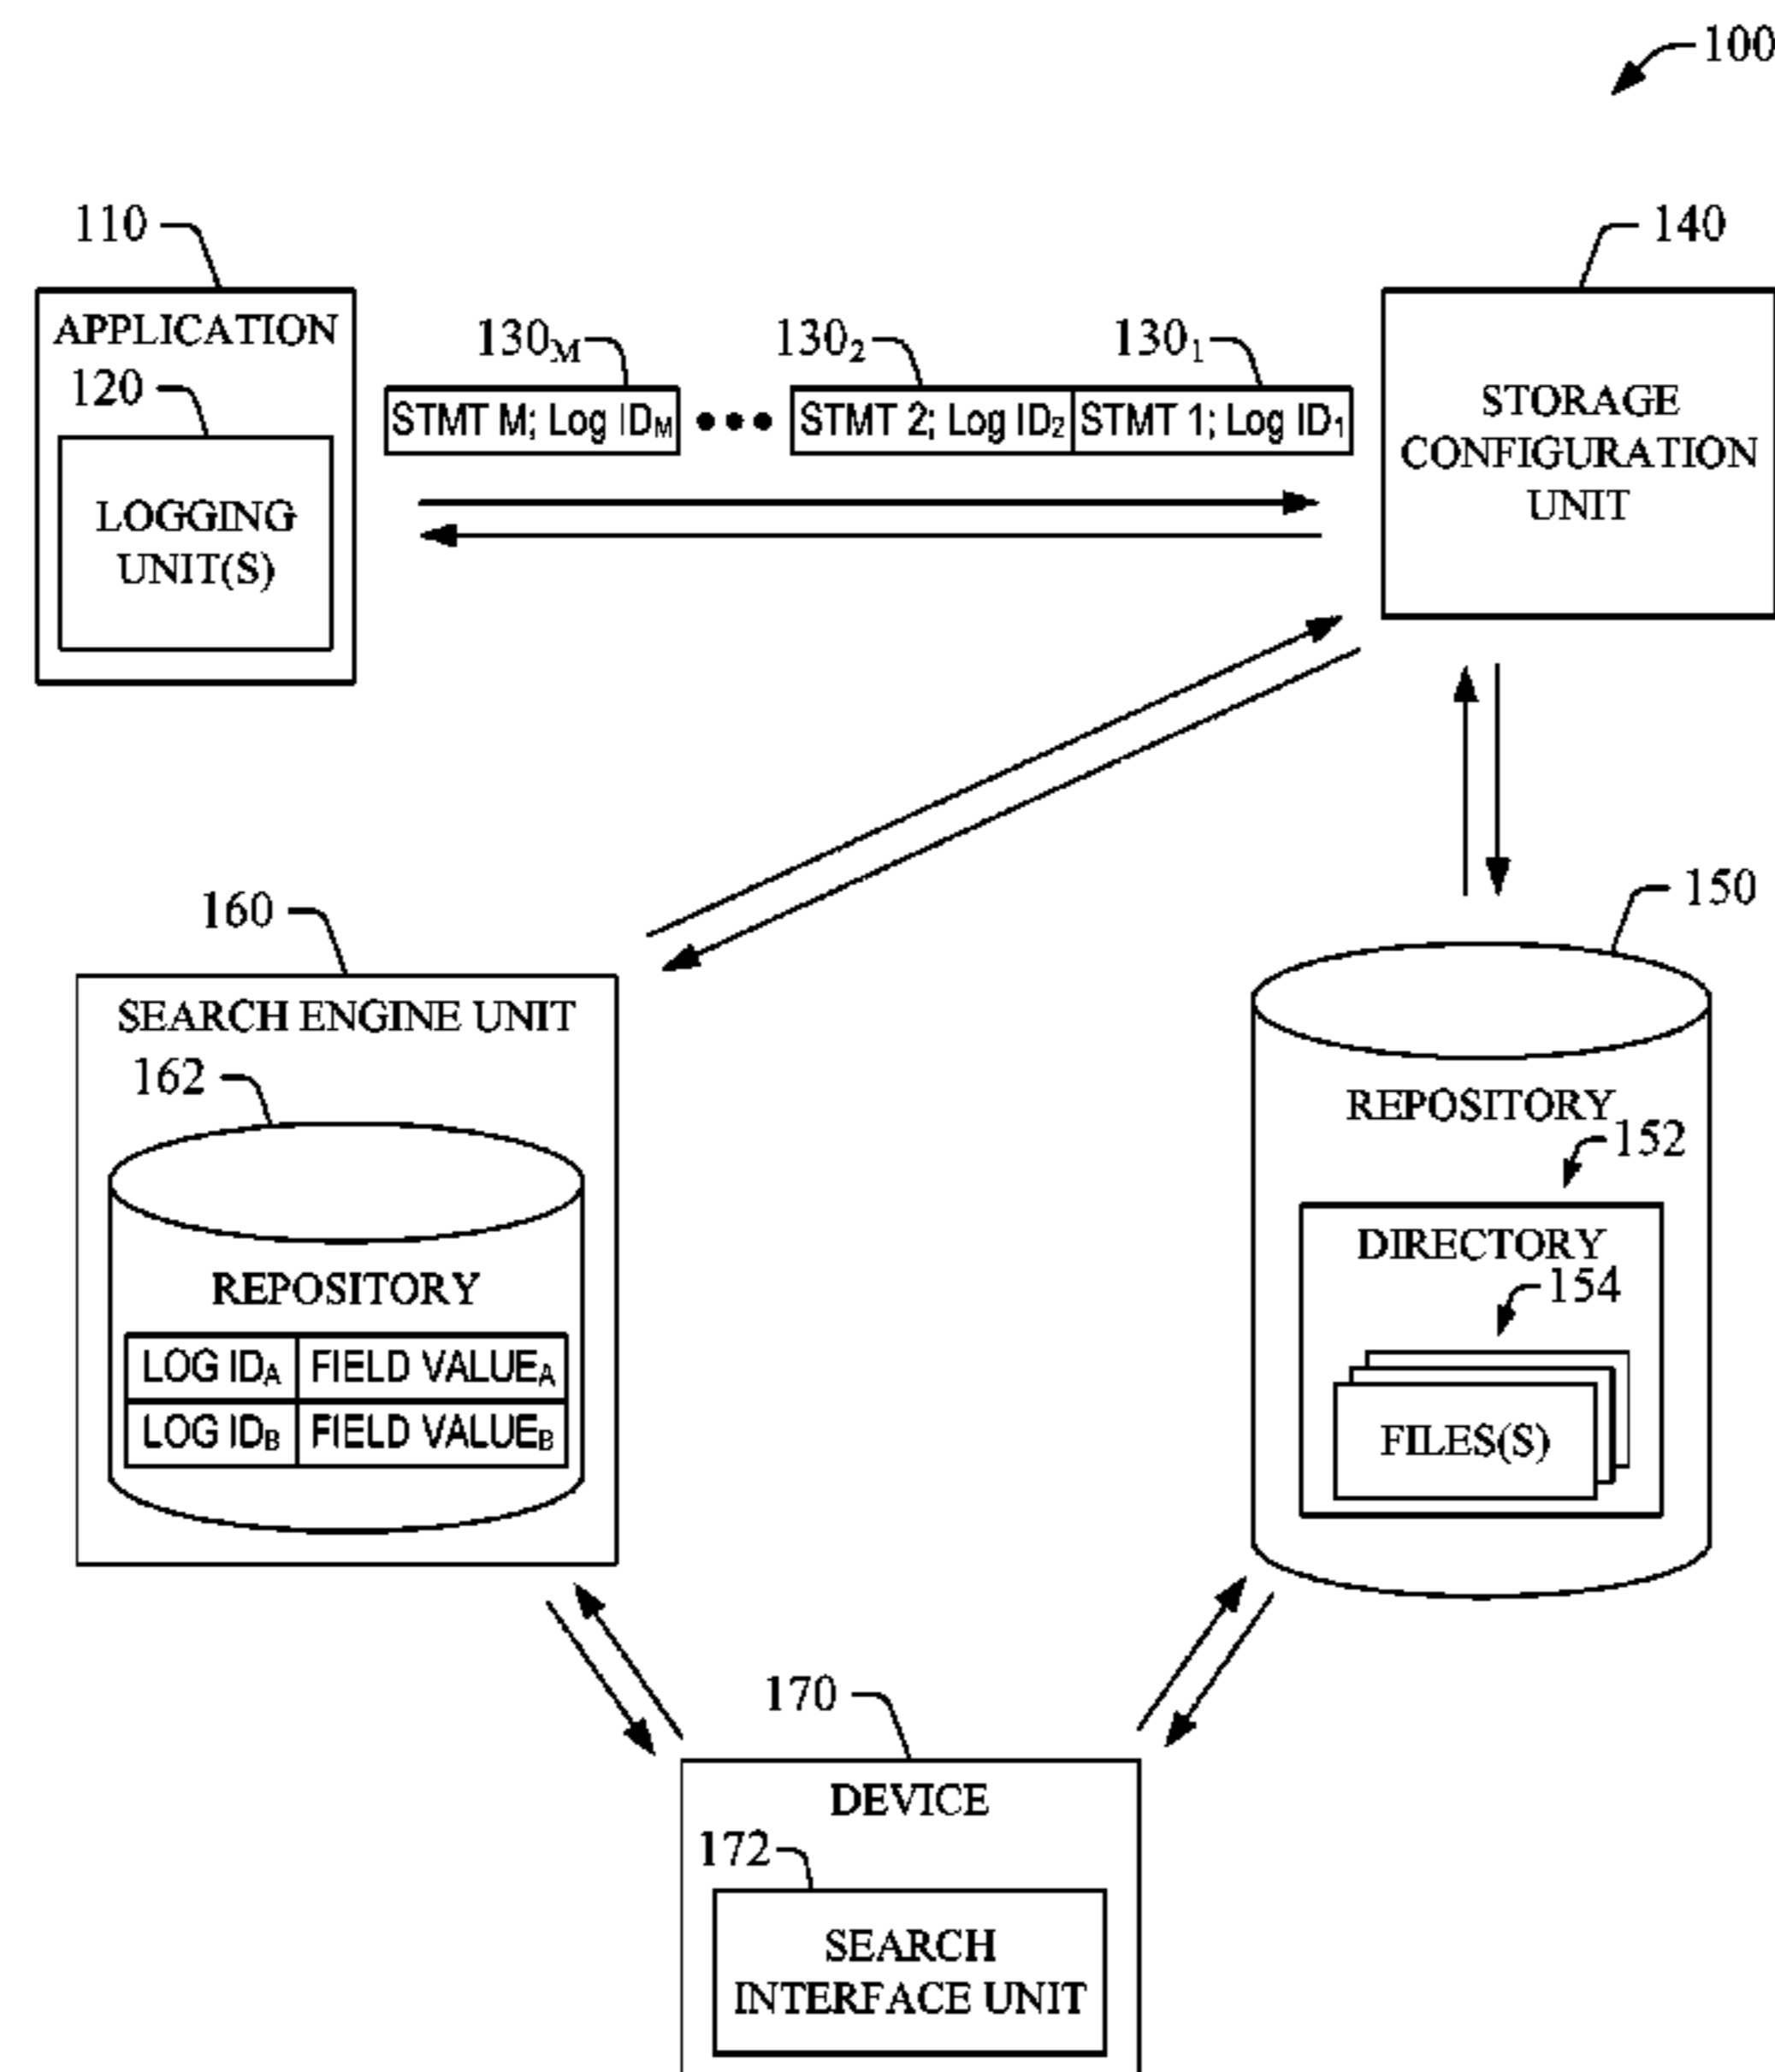 100
110
140
APPLICATION
130M
130₂
130₁
120
STMT M; Log IDM ●●● STMT 2; Log ID₂ STMT 1; Log ID₁
STORAGE
CONFIGURATION
UNIT
LOGGING
UNIT(S)
160
150
SEARCH ENGINE UNIT
162
REPOSITORY
152
DIRECTORY
154
FILES(S)
REPOSITORY
LOG IDA FIELD VALUEA
LOG IDB FIELD VALUEB
170
DEVICE
172
SEARCH
INTERFACE UNIT